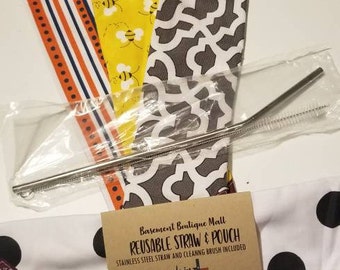 Basement Boutique Mall
REUSABLE STRAW & POUCH
STAINLESS STEEL STRAW AND CLEANING BRUSH INCLUDED